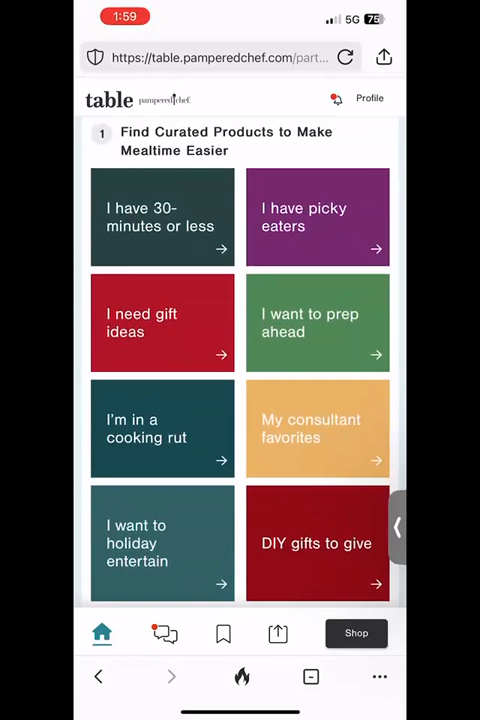 1:59
5G 75
https://table.pamperedchef.com/part...
table pampered chef
Profile
1 Find Curated Products to Make
Mealtime Easier
I have 30-
minutes or less
I have picky
eaters
I need gift
ideas
I want to prep
ahead
I'm in a
cooking rut
My consultant
favorites
I want to
holiday
entertain
DIY gifts to give
Shop